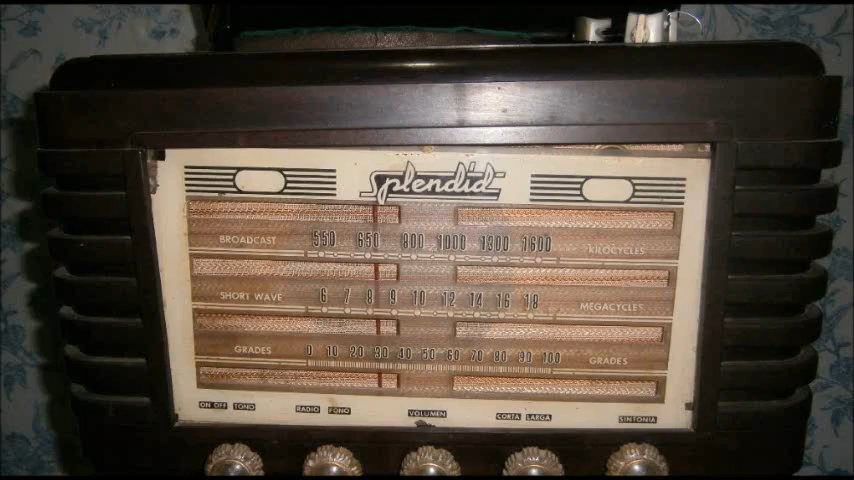 Splendid
BROADCAST 550 650 800 1000 1300 1600 KILOCYCLES
SHORT WAVE 6 7 8 9 10 12 14 16 18 MEGACYCLES
GRADES 0 10 20 30 40 50 60 70 80 90 100 GRADES
ON OFF TONO RADIO FONO VOLUMEN CORTA LARGA SINTONIA